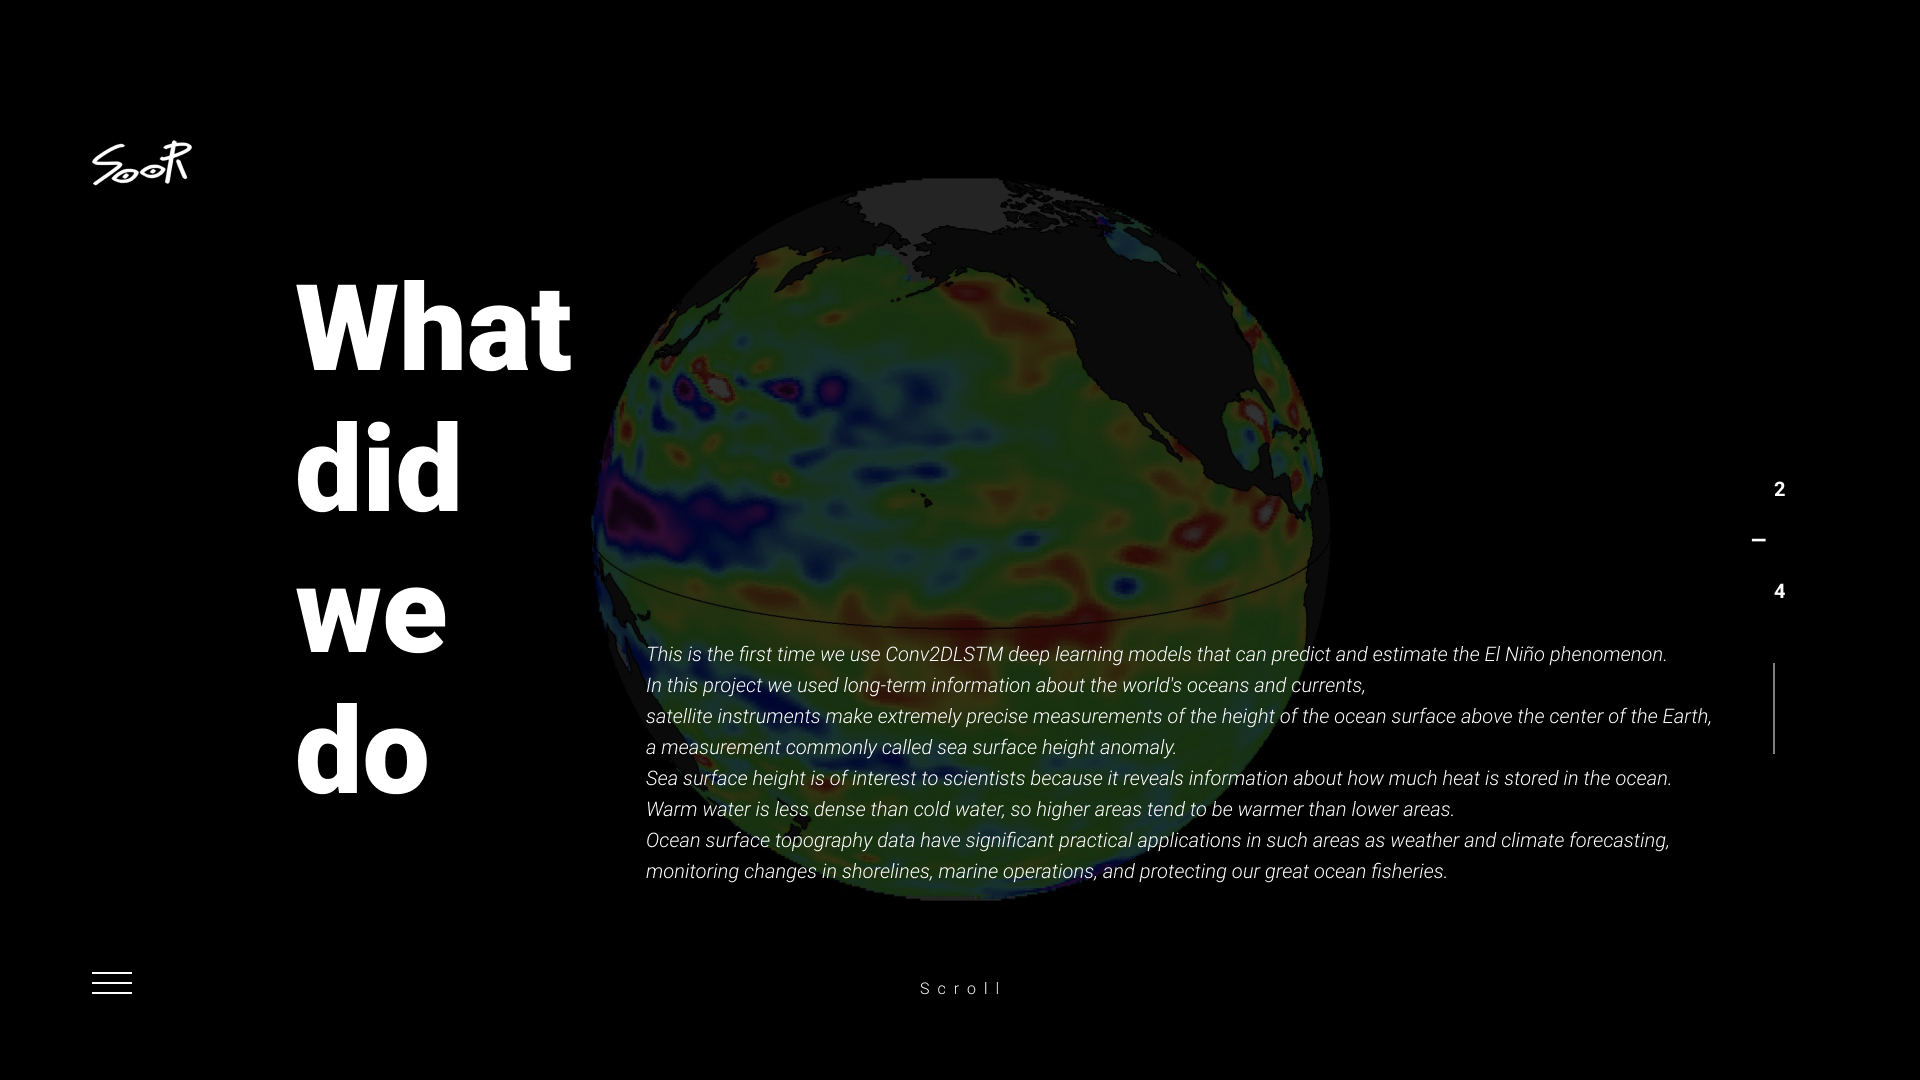 SooR
What
did
we
do
2
–
4
This is the first time we use Conv2DLSTM deep learning models that can predict and estimate the El Niño phenomenon.
In this project we used long-term information about the world's oceans and currents,
satellite instruments make extremely precise measurements of the height of the ocean surface above the center of the Earth,
a measurement commonly called sea surface height anomaly.
Sea surface height is of interest to scientists because it reveals information about how much heat is stored in the ocean.
Warm water is less dense than cold water, so higher areas tend to be warmer than lower areas.
Ocean surface topography data have significant practical applications in such areas as weather and climate forecasting,
monitoring changes in shorelines, marine operations, and protecting our great ocean fisheries.
Scroll